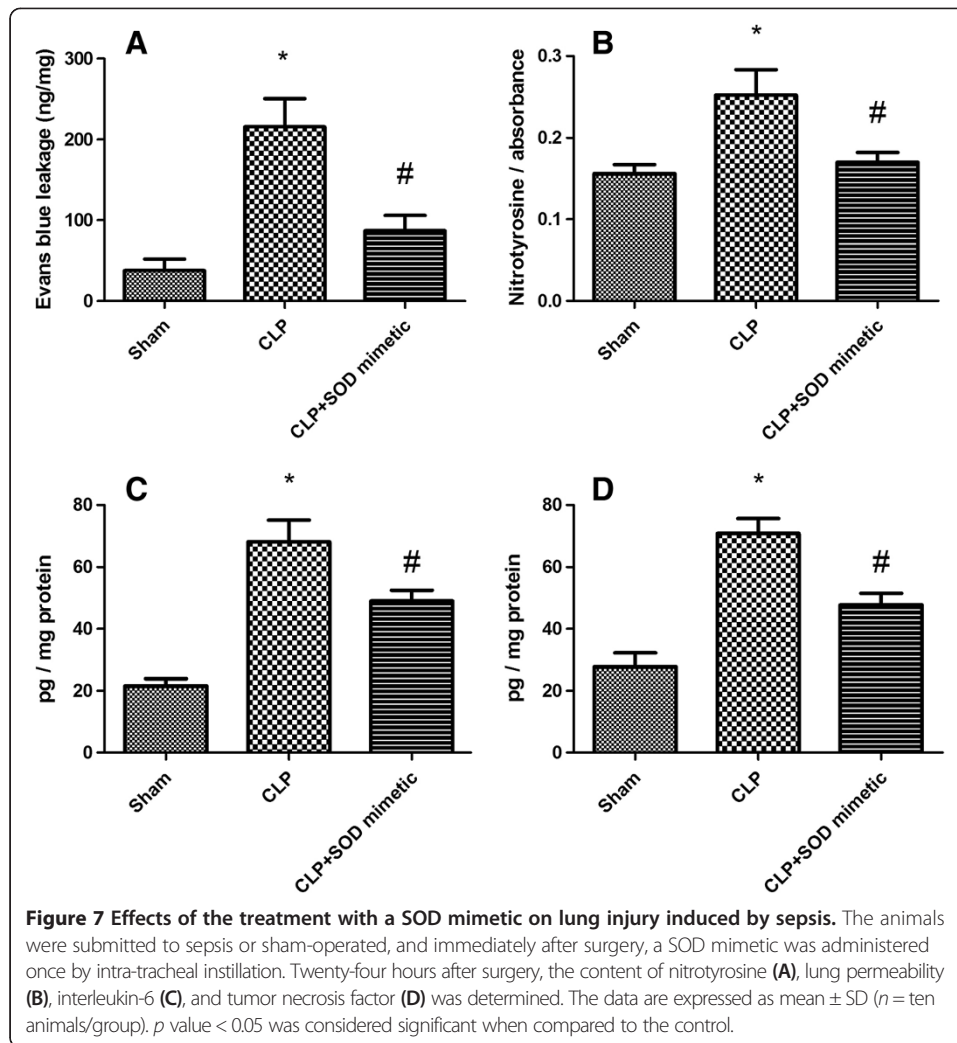 A
*
#
300
200
100
0
Evans blue leakage (ng/mg)
Sham
CLP
CLP+SOD mimetic
B
*
#
0.3
0.2
0.1
0.0
Nitrotyrosine / absorbance
Sham
CLP
CLP+SOD mimetic
C
*
#
80
60
40
20
0
pg / mg protein
Sham
CLP
CLP+SOD mimetic
D
*
#
80
60
40
20
0
pg / mg protein
Sham
CLP
CLP+SOD mimetic
Figure 7 Effects of the treatment with a SOD mimetic on lung injury induced by sepsis. The animals
were submitted to sepsis or sham-operated, and immediately after surgery, a SOD mimetic was administered
once by intra-tracheal instillation. Twenty-four hours after surgery, the content of nitrotyrosine (A), lung permeability
(B), interleukin-6 (C), and tumor necrosis factor (D) was determined. The data are expressed as mean ± SD (n = ten
animals/group). p value < 0.05 was considered significant when compared to the control.